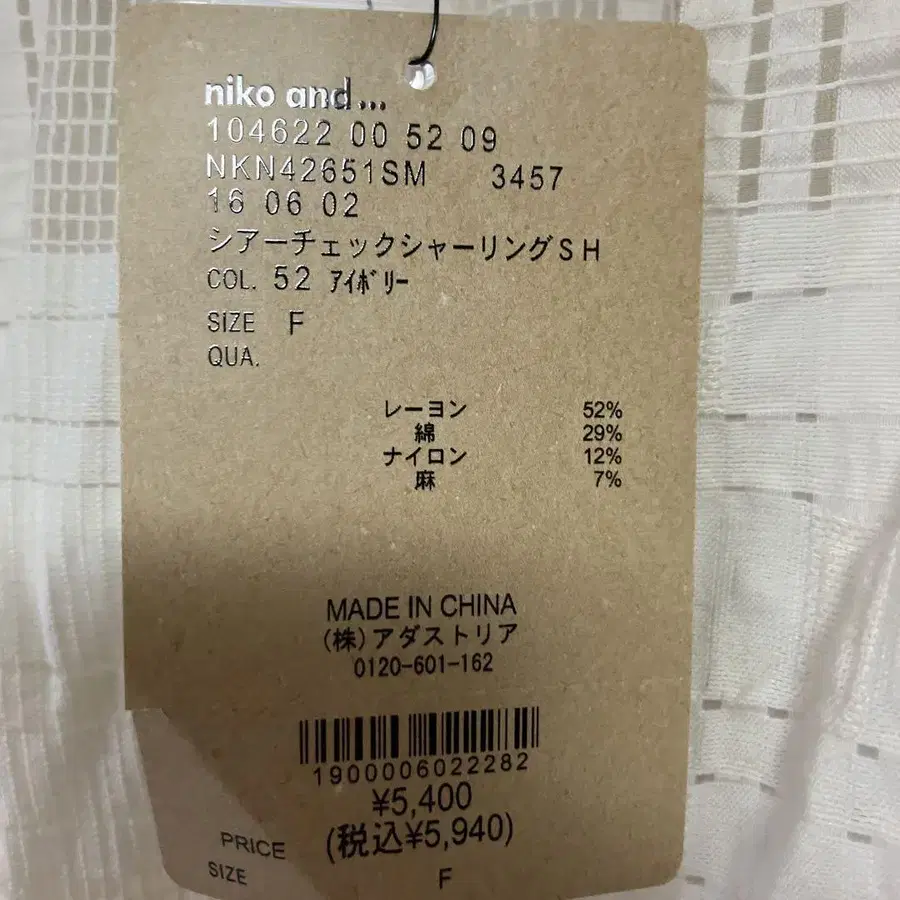 niko and...
104622 00 52 09
NKN42651SM 3457
16 06 02
シアーチェックシャーリングSH
COL. 52 ｱｲﾎﾞﾘｰ
SIZE F
QUA.
レーヨン 52%
綿 29%
ナイロン 12%
麻 7%
MADE IN CHINA
(株)アダストリア
0120-601-162
1900006022282
¥5,400
PRICE (税込¥5,940)
SIZE F